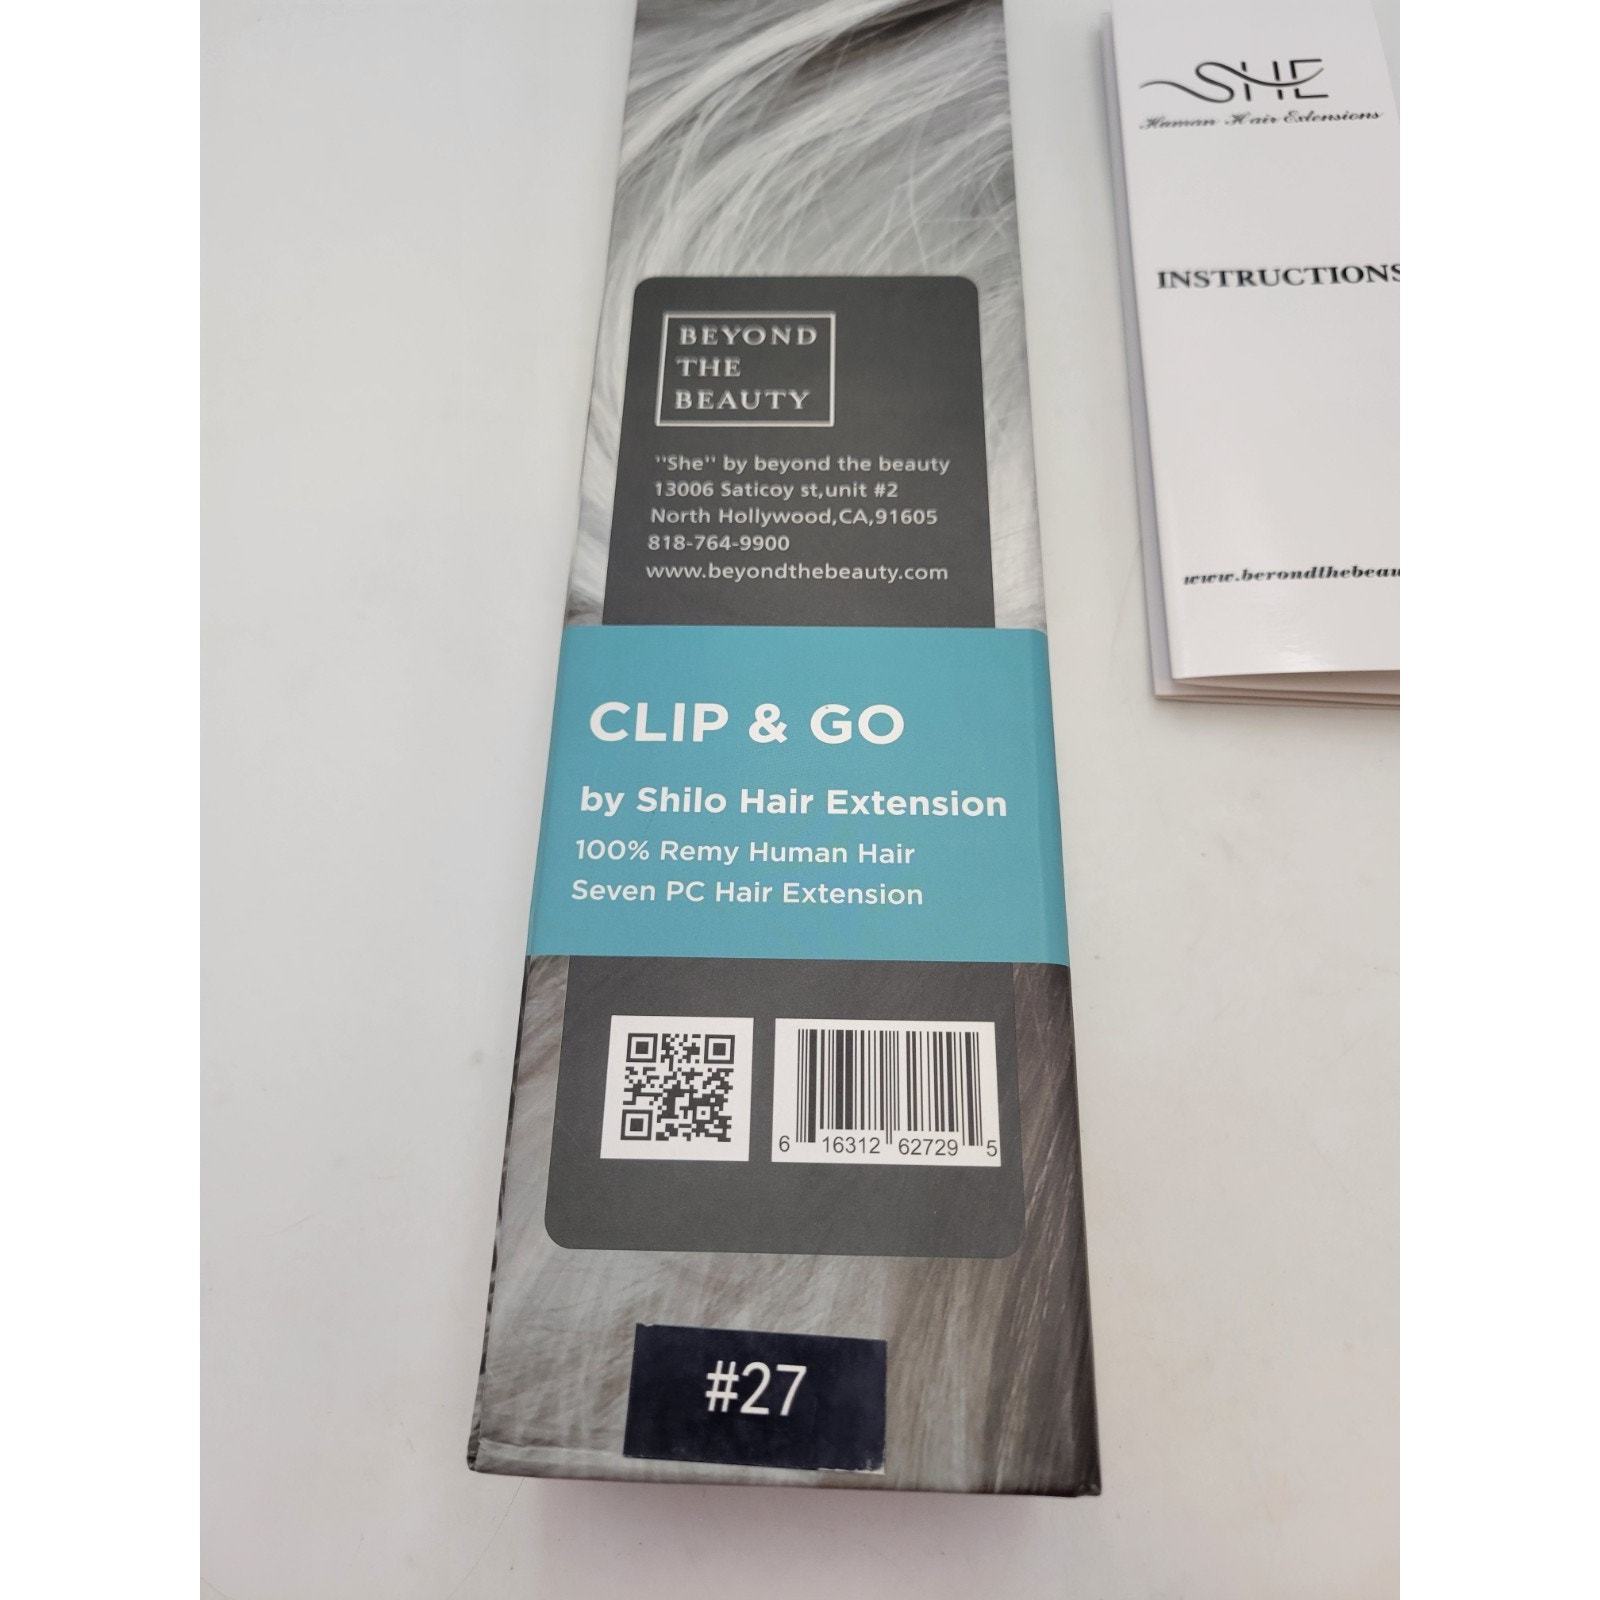 BEYOND
THE
BEAUTY
"She" by beyond the beauty
13006 Saticoy st,unit #2
North Hollywood,CA,91605
818-764-9900
www.beyondthebeauty.com
CLIP & GO
by Shilo Hair Extension
100% Remy Human Hair
Seven PC Hair Extension
6 16312 62729 5
#27
SHE
Human Hair Extensions
INSTRUCTIONS
www.berondthebeau